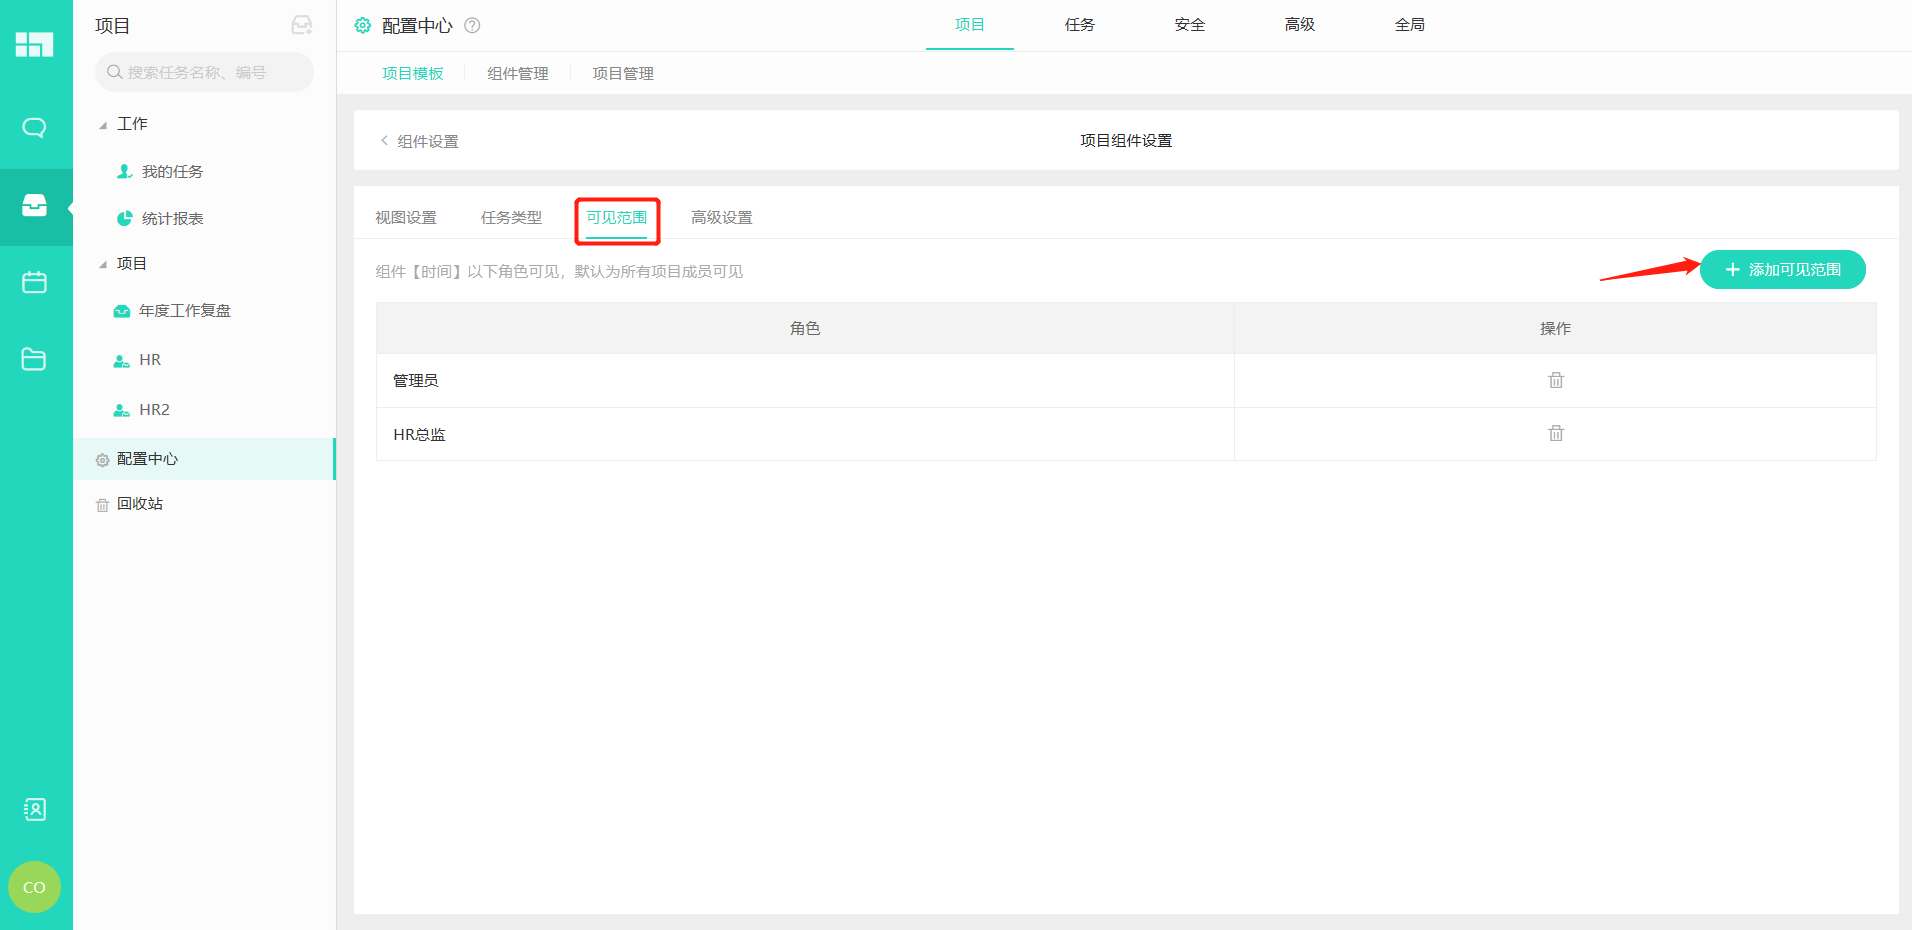 项目
搜索任务名称、编号
工作
我的任务
统计报表
项目
年度工作复盘
HR
HR2
配置中心
回收站
CO
配置中心 ?
项目 任务 安全 高级 全局
项目模板 组件管理 项目管理
组件设置 项目组件设置
视图设置 任务类型 可见范围 高级设置
组件【时间】以下角色可见，默认为所有项目成员可见 添加可见范围
角色 操作
管理员
HR总监